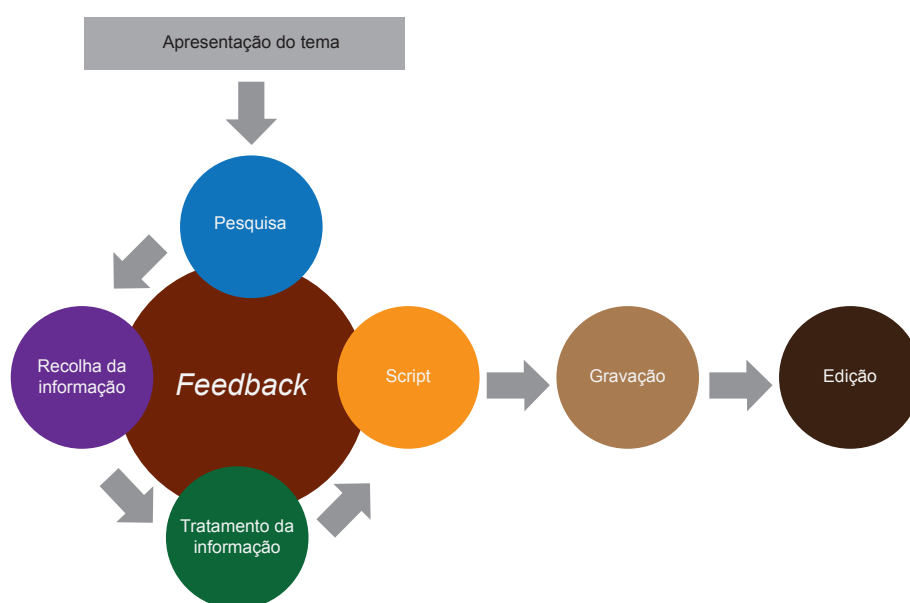 Apresentação do tema
Pesquisa
Recolha da
informação
Feedback
Script
Gravação
Edição
Tratamento da
informação